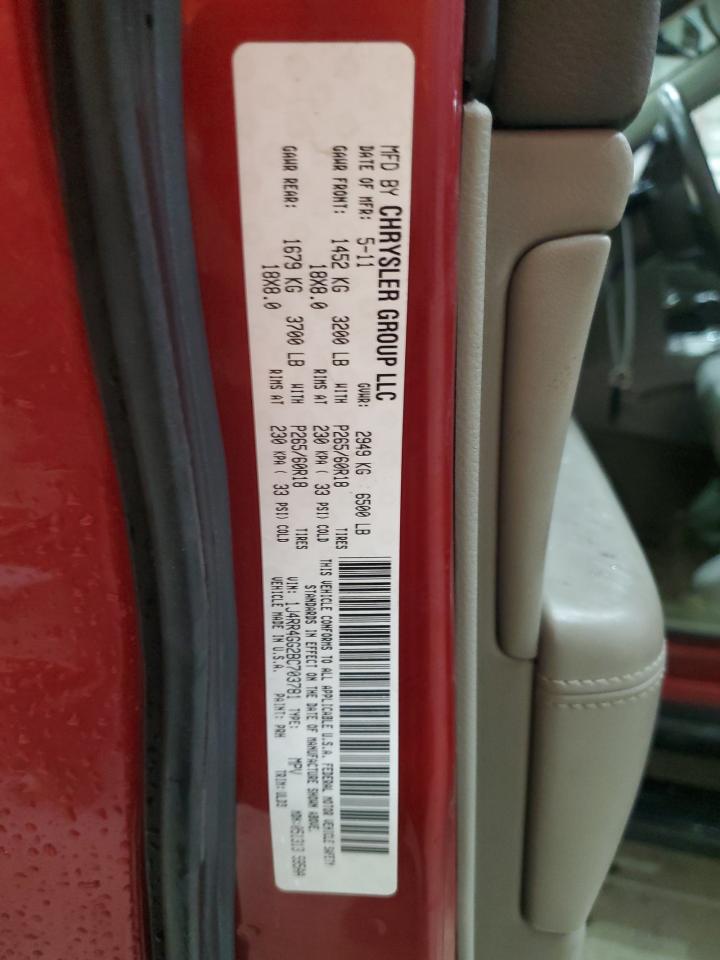 MFD BY CHRYSLER GROUP LLC
DATE OF MFR: 5-11 GVWR: 2949 KG 6500 LB
GAWR FRONT: 1452 KG 3200 LB WITH P265/60R18 TIRES
18X8.0 RIMS AT 230 KPA ( 33 PSI) COLD
GAWR REAR: 1679 KG 3700 LB WITH P265/60R18 TIRES
18X8.0 RIMS AT 230 KPA ( 33 PSI) COLD
THIS VEHICLE CONFORMS TO ALL APPLICABLE U.S.A. FEDERAL MOTOR VEHICLE SAFETY
STANDARDS IN EFFECT ON THE DATE OF MANUFACTURE SHOWN ABOVE.
VIN: 1J4RR4GG2BC703781 TYPE: MPV
VEHICLE MADE IN U.S.A. PAINT: PRH TRIM: